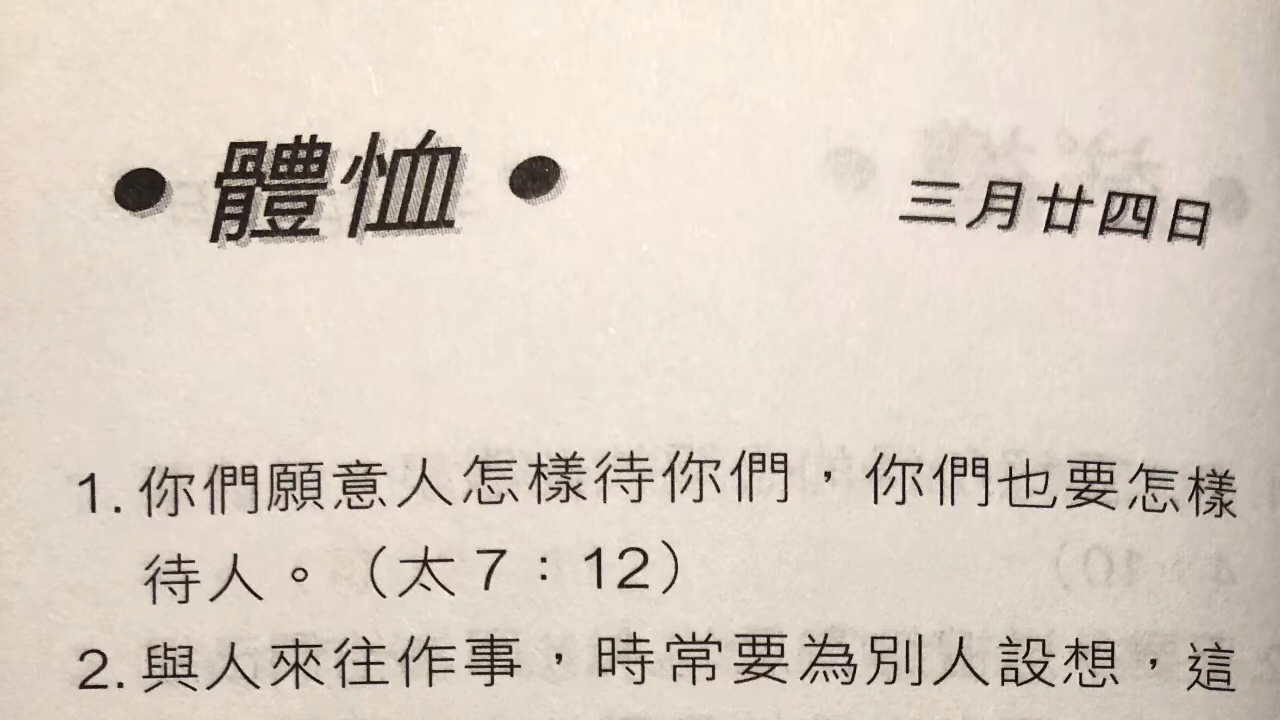 •體恤•
三月廿四日
1. 你們願意人怎樣待你們，你們也要怎樣
待人。（太7：12）
2. 與人來往作事，時常要為別人設想，這